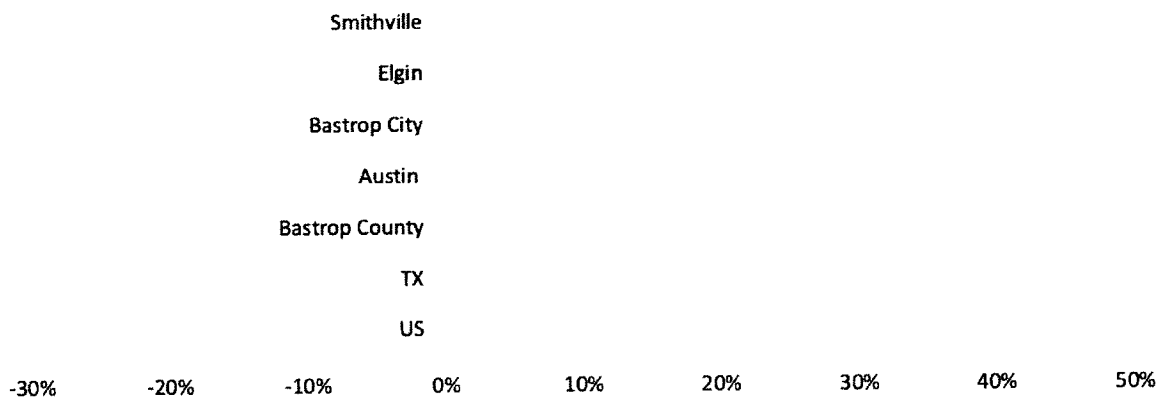 Smithville
Elgin
Bastrop City
Austin
Bastrop County
TX
US
-30% -20% -10% 0% 10% 20% 30% 40% 50%